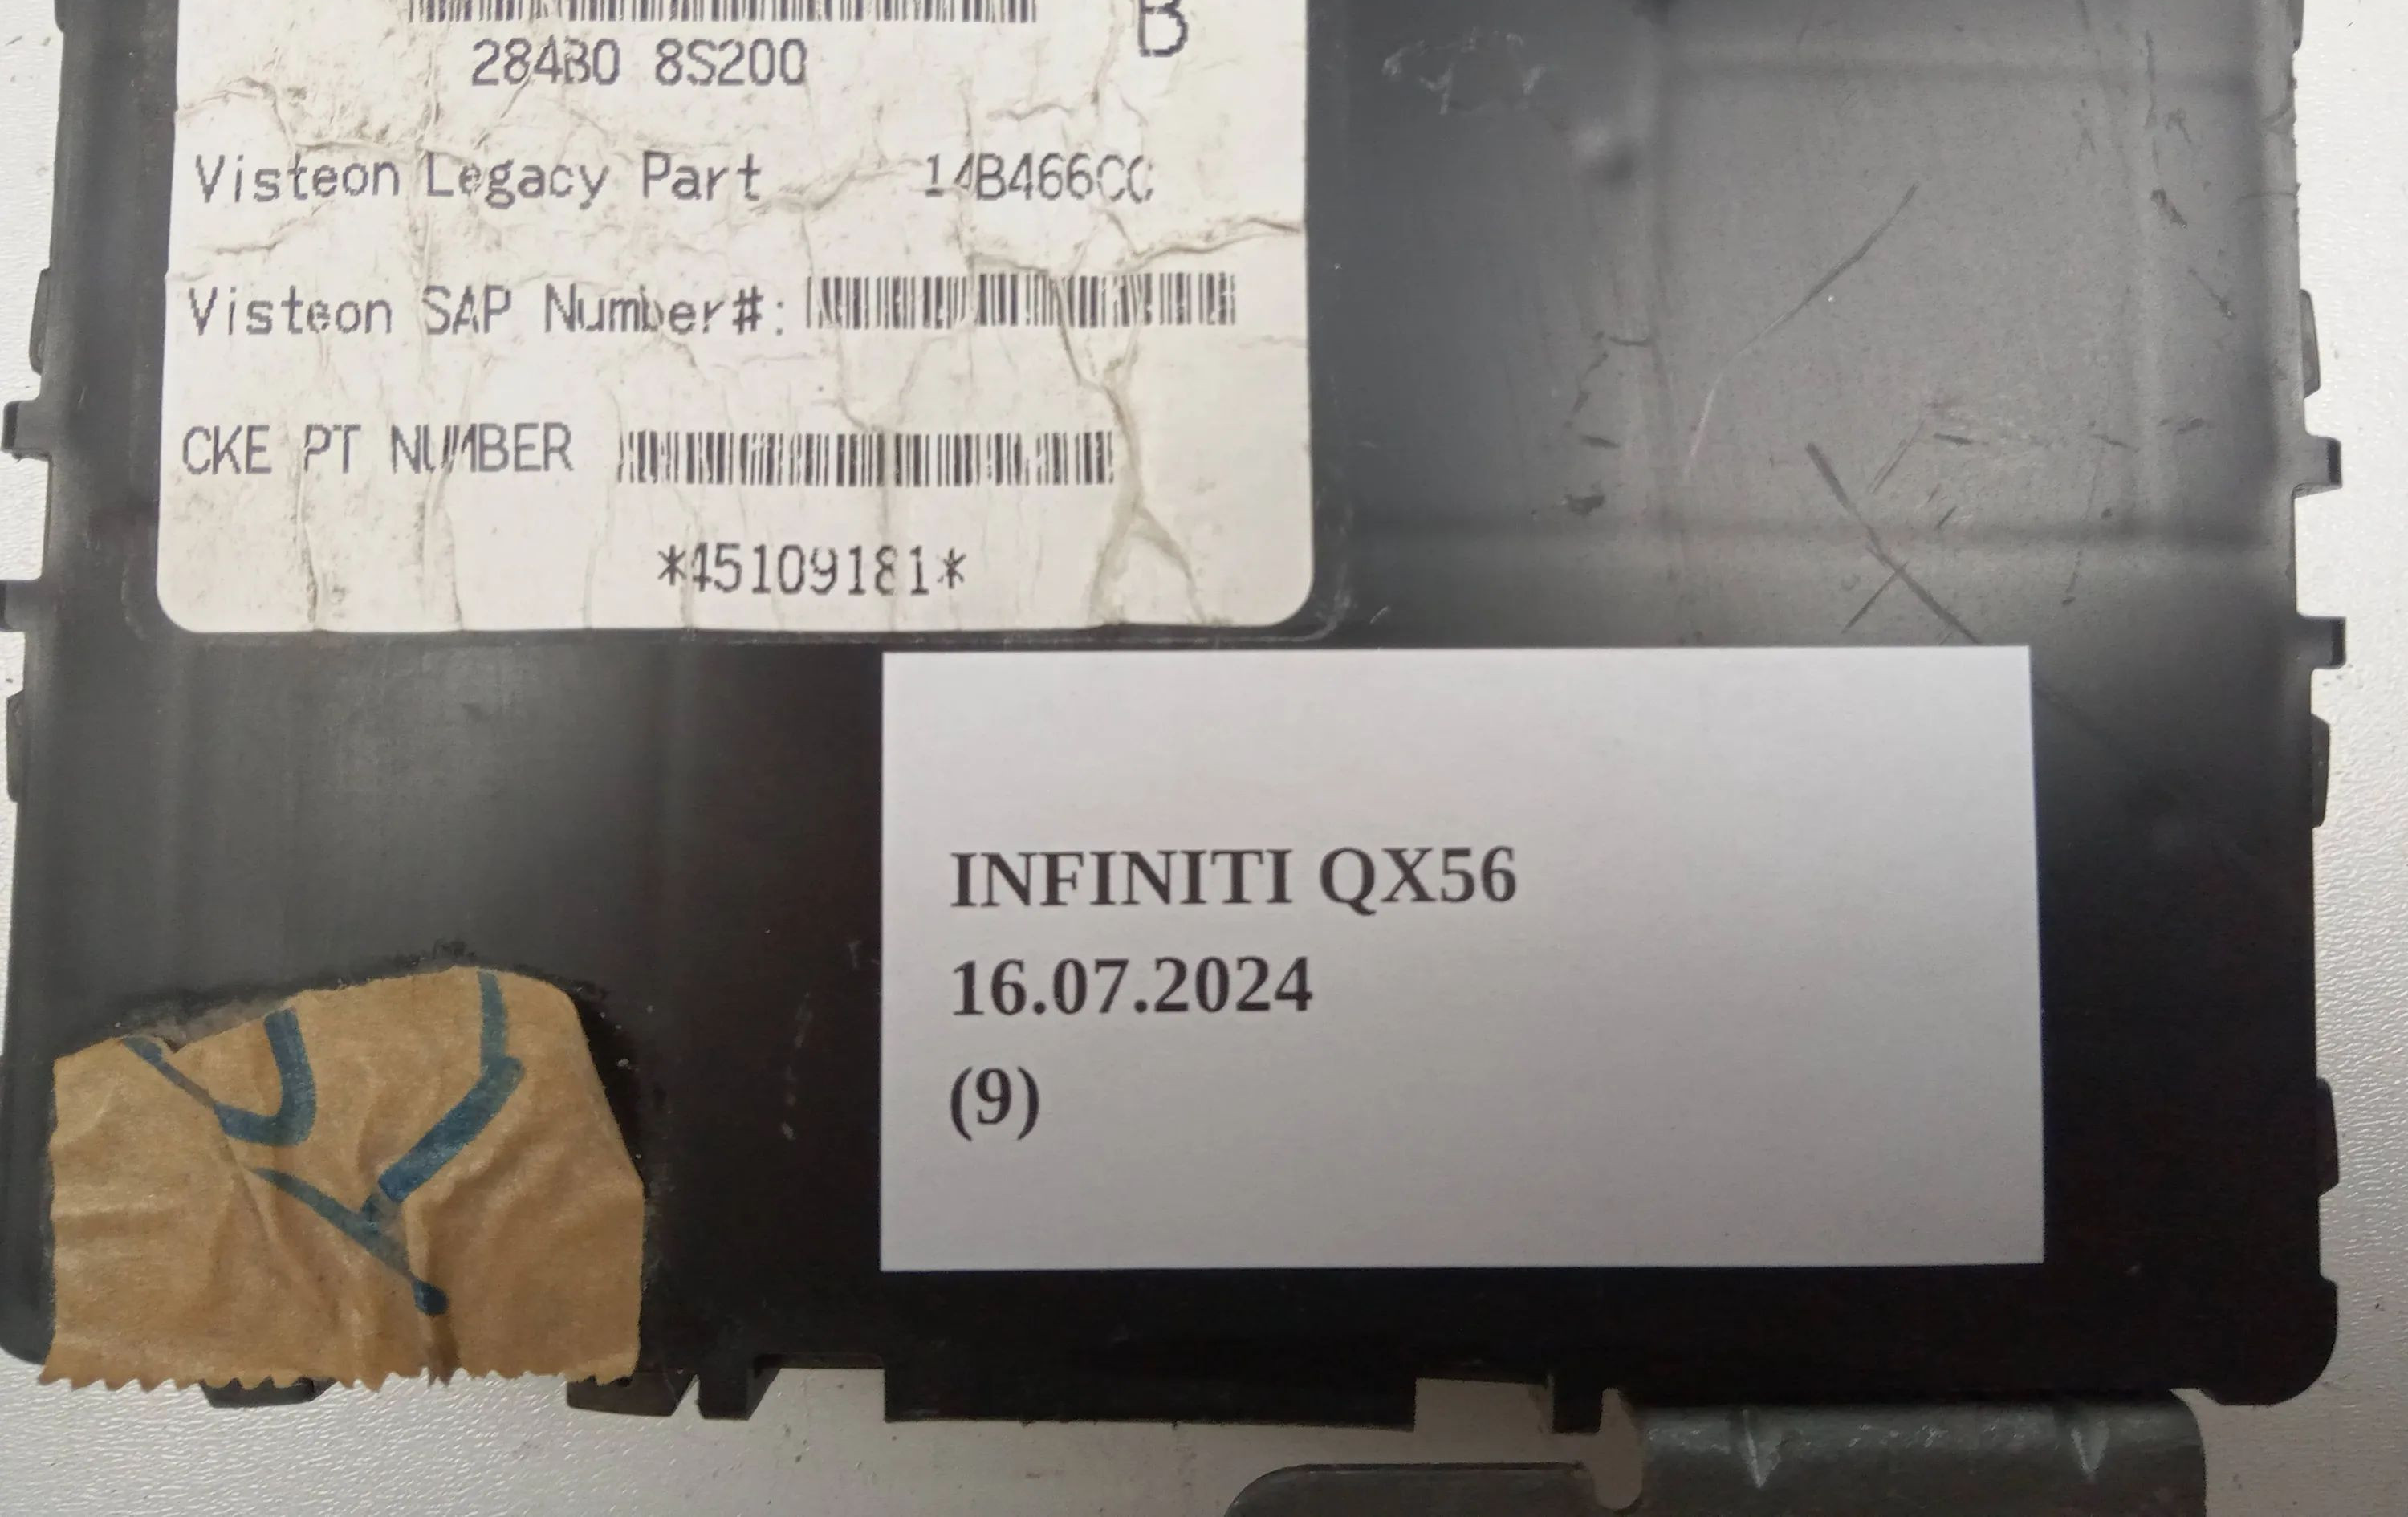 B
284B0 8S200
Visteon Legacy Part 14B466CC
Visteon SAP Number#:
CKE PT NUMBER
*45109181*
INFINITI QX56
16.07.2024
(9)